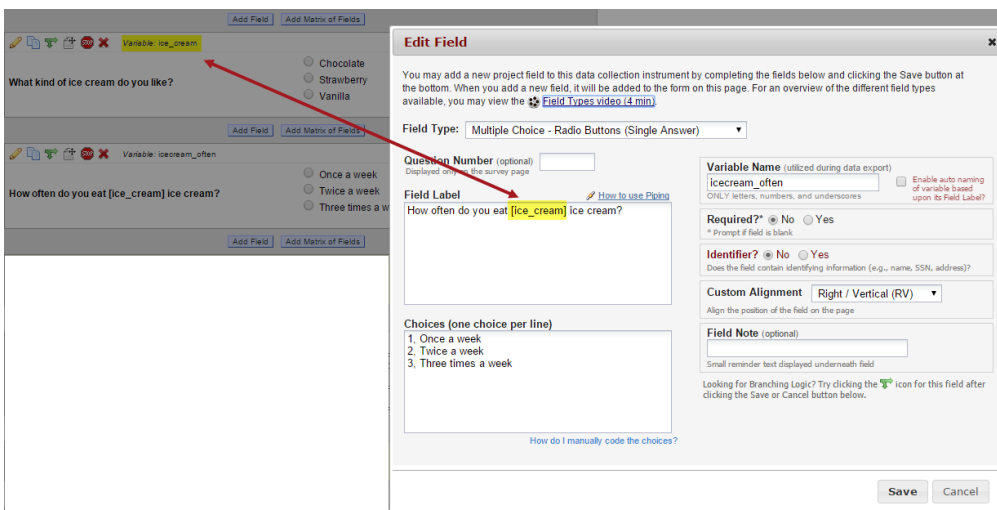 Add Field Add Matrix of Fields
STOP Variable: ice_cream
What kind of ice cream do you like?
Chocolate
Strawberry
Vanilla
Add Field Add Matrix of Fields
STOP Variable: icecream_often
How often do you eat [ice_cream] ice cream?
Once a week
Twice a week
Three times a w
Add Field Add Matrix of Fields
Edit Field
You may add a new project field to this data collection instrument by completing the fields below and clicking the Save button at
the bottom. When you add a new field, it will be added to the form on this page. For an overview of the different field types
available, you may view the Field Types video (4 min).
Field Type: Multiple Choice - Radio Buttons (Single Answer)
Question Number (optional)
Displayed only on the survey page
Field Label How to use Piping
How often do you eat [ice_cream] ice cream?
Choices (one choice per line)
1, Once a week
2, Twice a week
3, Three times a week
How do I manually code the choices?
Variable Name (utilized during data export)
icecream_often
ONLY letters, numbers, and underscores
Enable auto naming
of variable based
upon its Field Label?
Required?* No Yes
* Prompt if field is blank
Identifier? No Yes
Does the field contain identifying information (e.g., name, SSN, address)?
Custom Alignment Right / Vertical (RV)
Align the position of the field on the page
Field Note (optional)
Small reminder text displayed underneath field
Looking for Branching Logic? Try clicking the icon for this field after
clicking the Save or Cancel button below.
Save Cancel